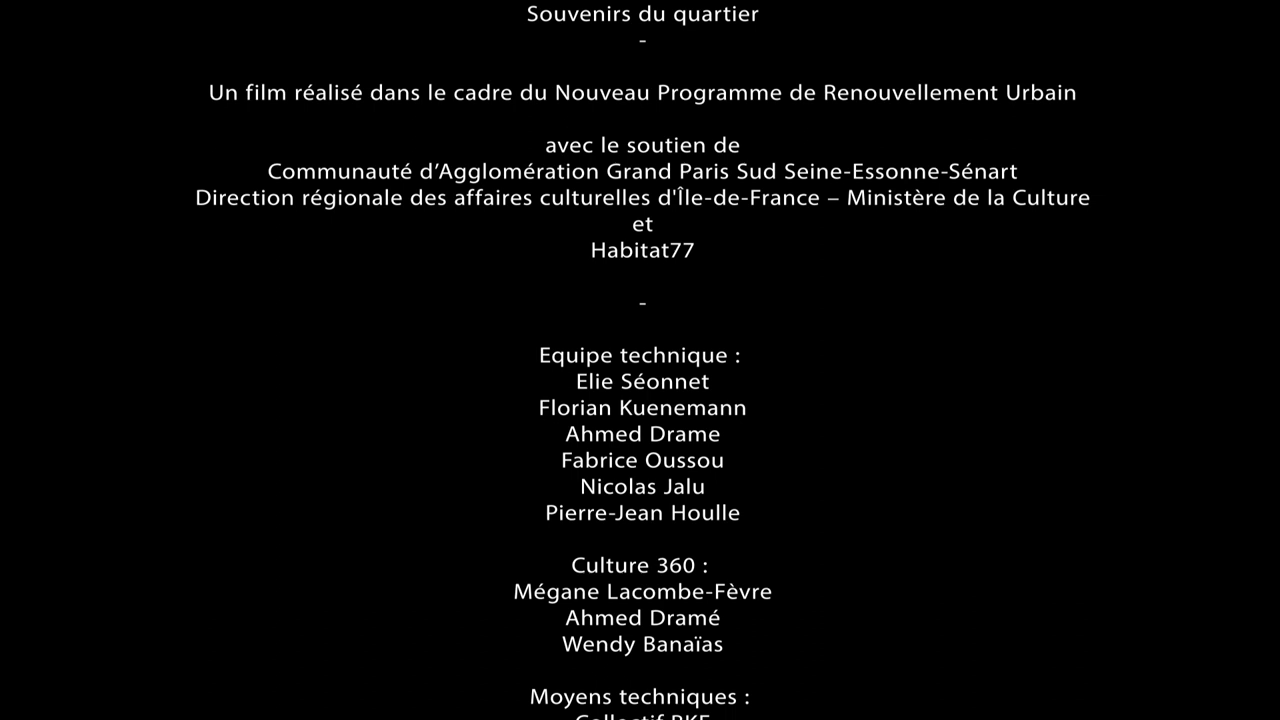 Souvenirs du quartier
-
Un film réalisé dans le cadre du Nouveau Programme de Renouvellement Urbain
avec le soutien de
Communauté d’Agglomération Grand Paris Sud Seine-Essonne-Sénart
Direction régionale des affaires culturelles d'Île-de-France – Ministère de la Culture
et
Habitat77
-
Equipe technique :
Elie Séonnet
Florian Kuenemann
Ahmed Drame
Fabrice Oussou
Nicolas Jalu
Pierre-Jean Houlle
Culture 360 :
Mégane Lacombe-Fèvre
Ahmed Dramé
Wendy Banaïas
Moyens techniques :
Collectif